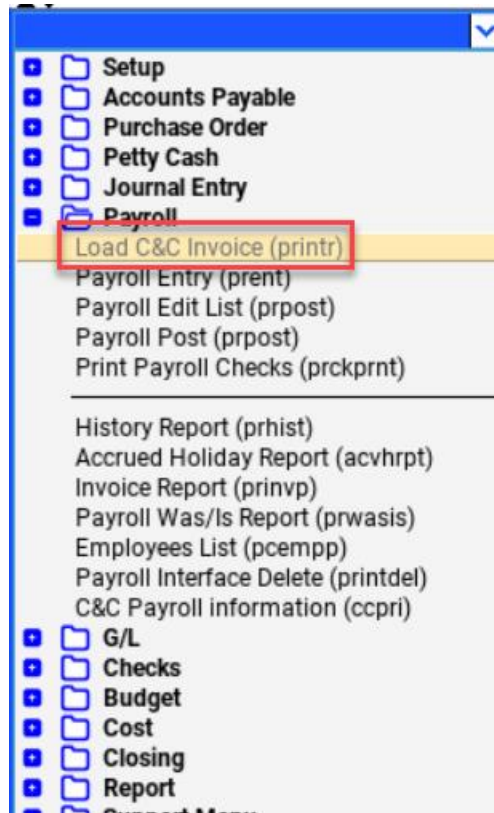 Setup
Accounts Payable
Purchase Order
Petty Cash
Journal Entry
Payroll
Load C&C Invoice (printr)
Payroll Entry (prent)
Payroll Edit List (prpost)
Payroll Post (prpost)
Print Payroll Checks (prckprnt)
History Report (prhist)
Accrued Holiday Report (acvhrpt)
Invoice Report (prinvp)
Payroll Was/Is Report (prwasis)
Employees List (pcempp)
Payroll Interface Delete (printdel)
C&C Payroll information (ccpri)
G/L
Checks
Budget
Cost
Closing
Report
Support Menu